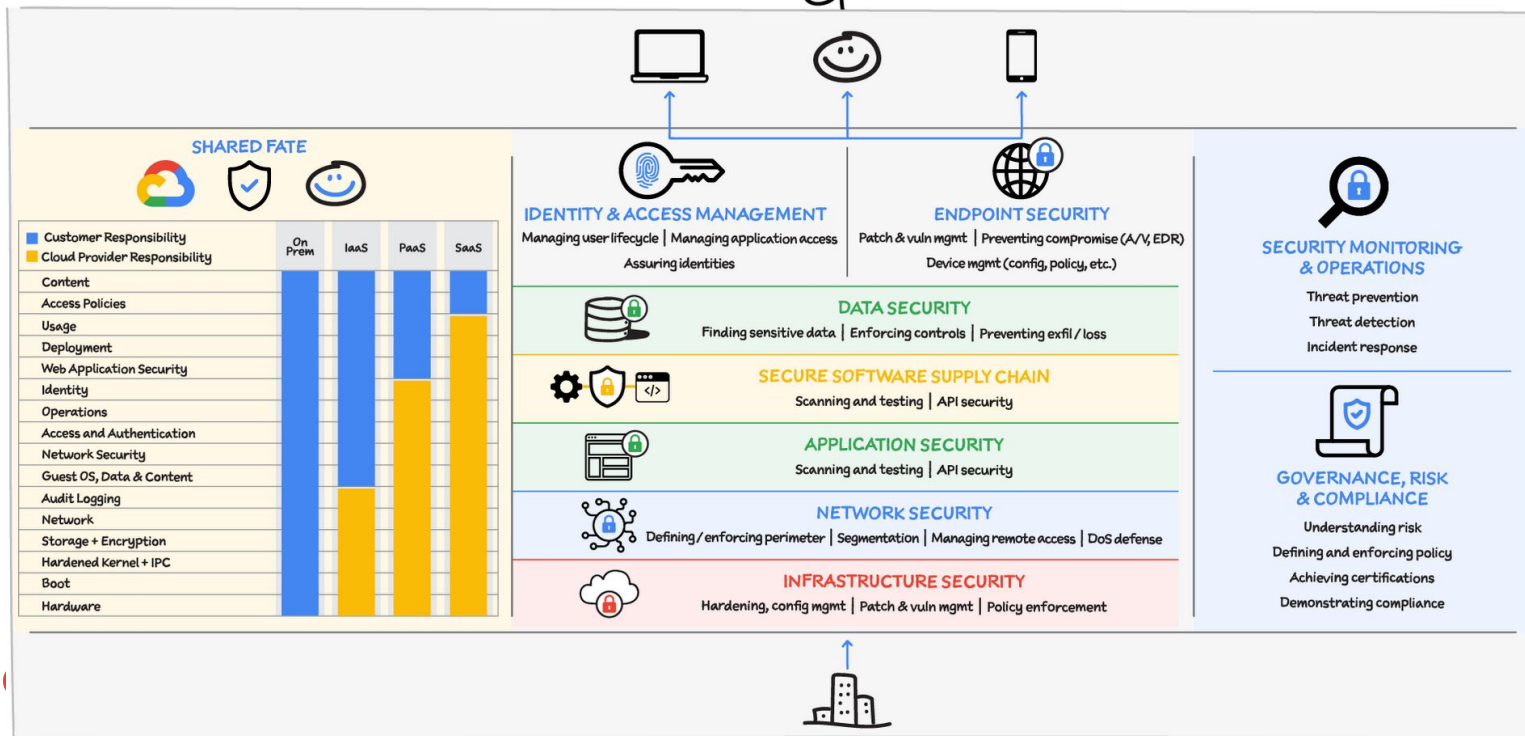 SHARED FATE
Customer Responsibility
Cloud Provider Responsibility
On Prem
IaaS
PaaS
SaaS
Content
Access Policies
Usage
Deployment
Web Application Security
Identity
Operations
Access and Authentication
Network Security
Guest OS, Data & Content
Audit Logging
Network
Storage + Encryption
Hardened Kernel + IPC
Boot
Hardware
IDENTITY & ACCESS MANAGEMENT
Managing user lifecycle | Managing application access
Assuring identities
ENDPOINT SECURITY
Patch & vuln mgmt | Preventing compromise (A/V, EDR)
Device mgmt (config, policy, etc.)
DATA SECURITY
Finding sensitive data | Enforcing controls | Preventing exfil / loss
SECURE SOFTWARE SUPPLY CHAIN
Scanning and testing | API security
</>
APPLICATION SECURITY
Scanning and testing | API security
NETWORK SECURITY
Defining / enforcing perimeter | Segmentation | Managing remote access | DoS defense
INFRASTRUCTURE SECURITY
Hardening, config mgmt | Patch & vuln mgmt | Policy enforcement
SECURITY MONITORING
& OPERATIONS
Threat prevention
Threat detection
Incident response
GOVERNANCE, RISK
& COMPLIANCE
Understanding risk
Defining and enforcing policy
Achieving certifications
Demonstrating compliance